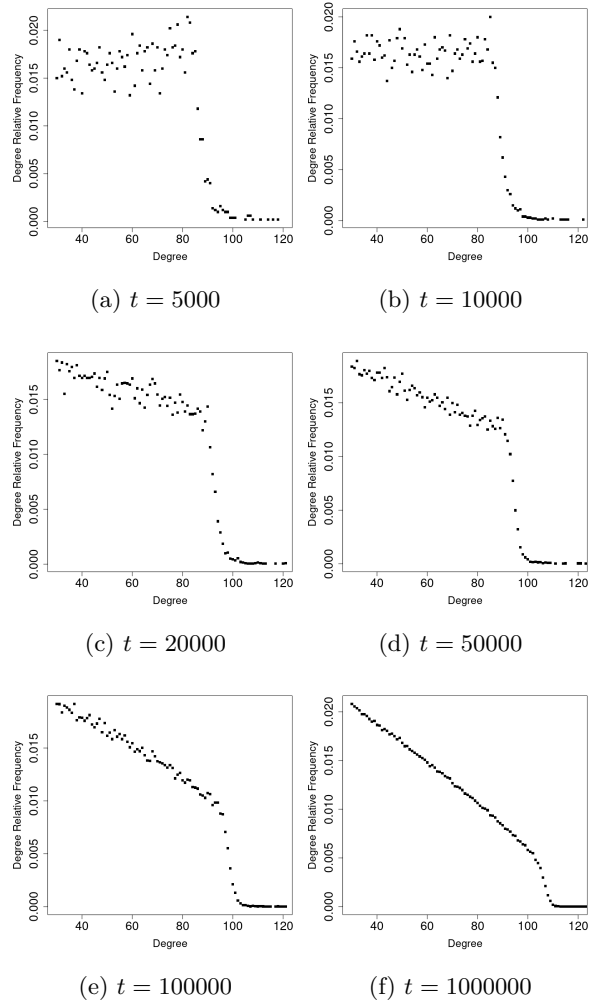 Degree Relative Frequency
0.000 0.005 0.010 0.015 0.020
40 60 80 100 120
Degree
(a) t = 5000
Degree Relative Frequency
0.000 0.005 0.010 0.015 0.020
40 60 80 100 120
Degree
(b) t = 10000
Degree Relative Frequency
0.000 0.005 0.010 0.015
40 60 80 100 120
Degree
(c) t = 20000
Degree Relative Frequency
0.000 0.005 0.010 0.015
40 60 80 100 120
Degree
(d) t = 50000
Degree Relative Frequency
0.000 0.005 0.010 0.015
40 60 80 100 120
Degree
(e) t = 100000
Degree Relative Frequency
0.000 0.005 0.010 0.015 0.020
40 60 80 100 120
Degree
(f) t = 1000000